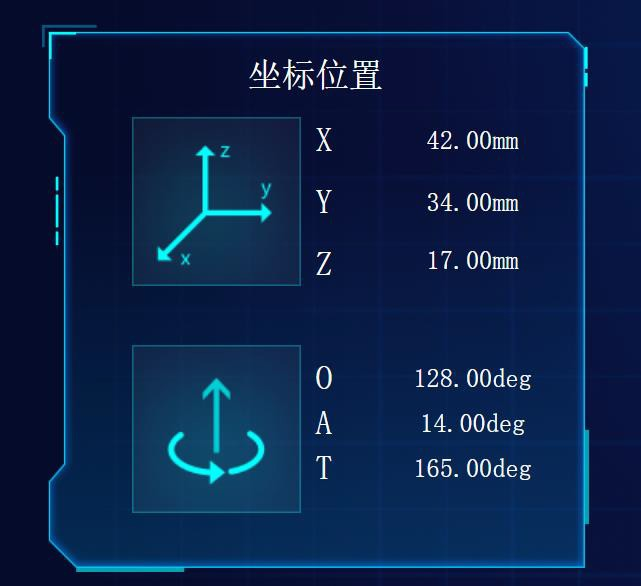 坐标位置
z
y
x
X 42.00mm
Y 34.00mm
Z 17.00mm
O 128.00deg
A 14.00deg
T 165.00deg